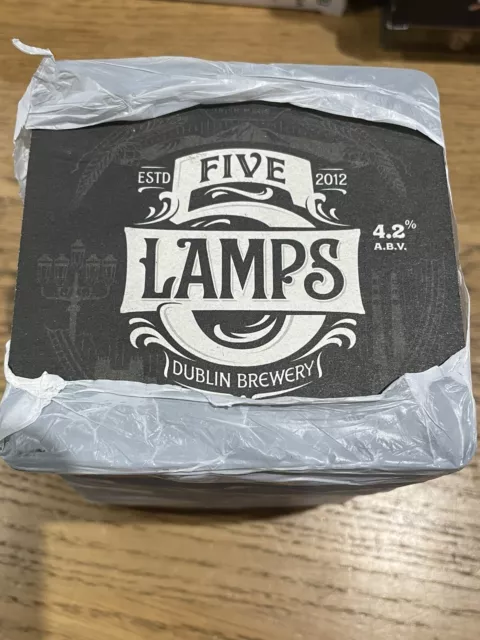 FIVE
ESTD 2012
LAMPS
4.2%
A.B.V.
DUBLIN BREWERY